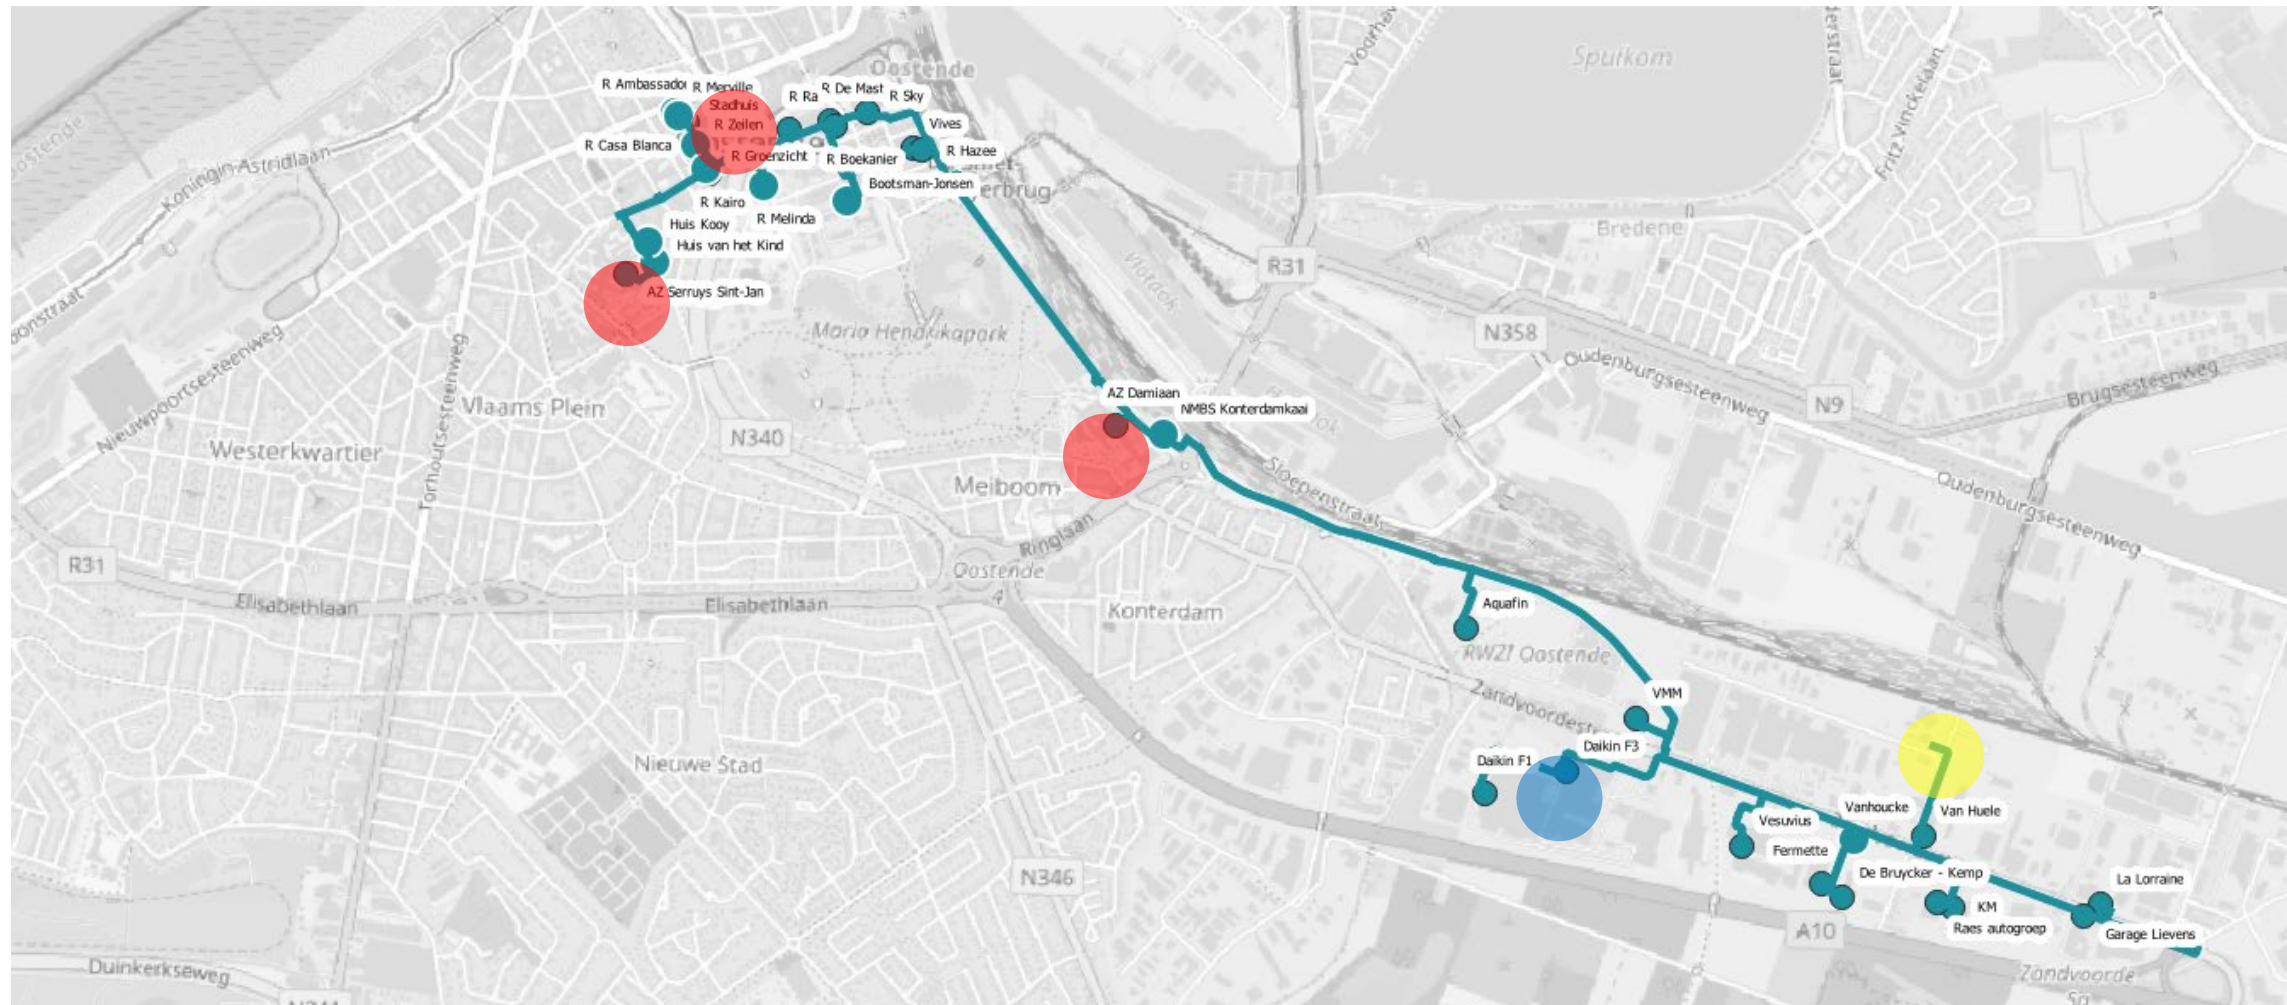 Spuikom
Oostende
R Ambassador
R Merville
Stadhuis
R Zeilen
R Ra
R De Mast
R Sky
Vives
R Casa Blanca
R Groenzicht
R Boekanier
R Hazee
erbrug
Bootsman-Jonsen
R Kairo
R Melinda
Huis Kooy
Huis van het Kind
AZ Serruys Sint-Jan
Koningin-Astridlaan
Fritz Vinckelaan
Bredene
R31
Vlotdok
Maria Hendrikapark
N358
Oudenburgsesteenweg
Nieuwpoortsesteenweg
Torhoutsesteenweg
Vlaams Plein
AZ Damiaan
NMBS Konterdamkaai
N9
Brugsesteenweg
Westerkwartier
N340
Meiboom
Sloepenstraat
Oudenburgsesteenweg
Ringlaan
R31
Oostende
4
Elisabethlaan
Elisabethlaan
Konterdam
Aquafin
RWZI Oostende
VMM
Zandvoordestr
Daikin F3
Daikin F1
Nieuwe Stad
Vanhoucke
Van Huele
Vesuvius
Fermette
De Bruycker - Kemp
La Lorraine
N346
KM
A10
Raes autogroep
Garage Lievens
Duinkerkseweg
Zandvoorde